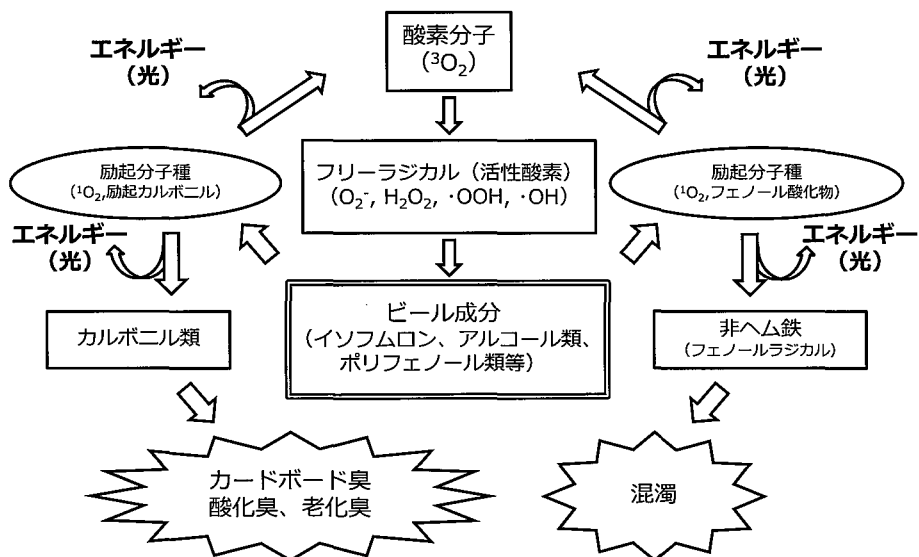 酸素分子
(³O₂)
エネルギー
(光)
エネルギー
(光)
励起分子種
(¹O₂,励起カルボニル)
フリーラジカル(活性酸素)
(O₂⁻, H₂O₂, ·OOH, ·OH)
励起分子種
(¹O₂,フェノール酸化物)
エネルギー
(光)
エネルギー
(光)
カルボニル類
ビール成分
(イソフムロン、アルコール類、
ポリフェノール類等)
非ヘム鉄
(フェノールラジカル)
カードボード臭
酸化臭、老化臭
混濁